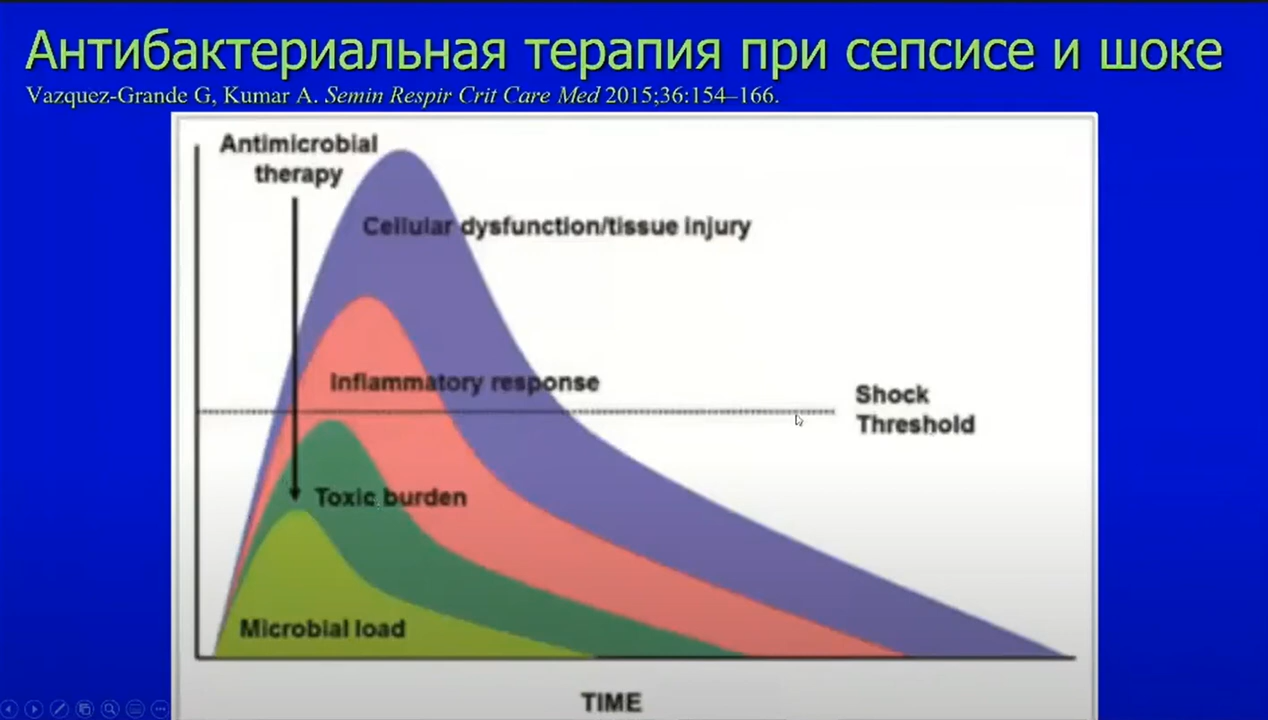 Антибактериальная терапия при сепсисе и шоке
Vazquez-Grande G, Kumar A. Semin Respir Crit Care Med 2015;36:154–166.
Antimicrobial
therapy
Cellular dysfunction/tissue injury
Inflammatory response
Shock
Threshold
Toxic burden
Microbial load
TIME